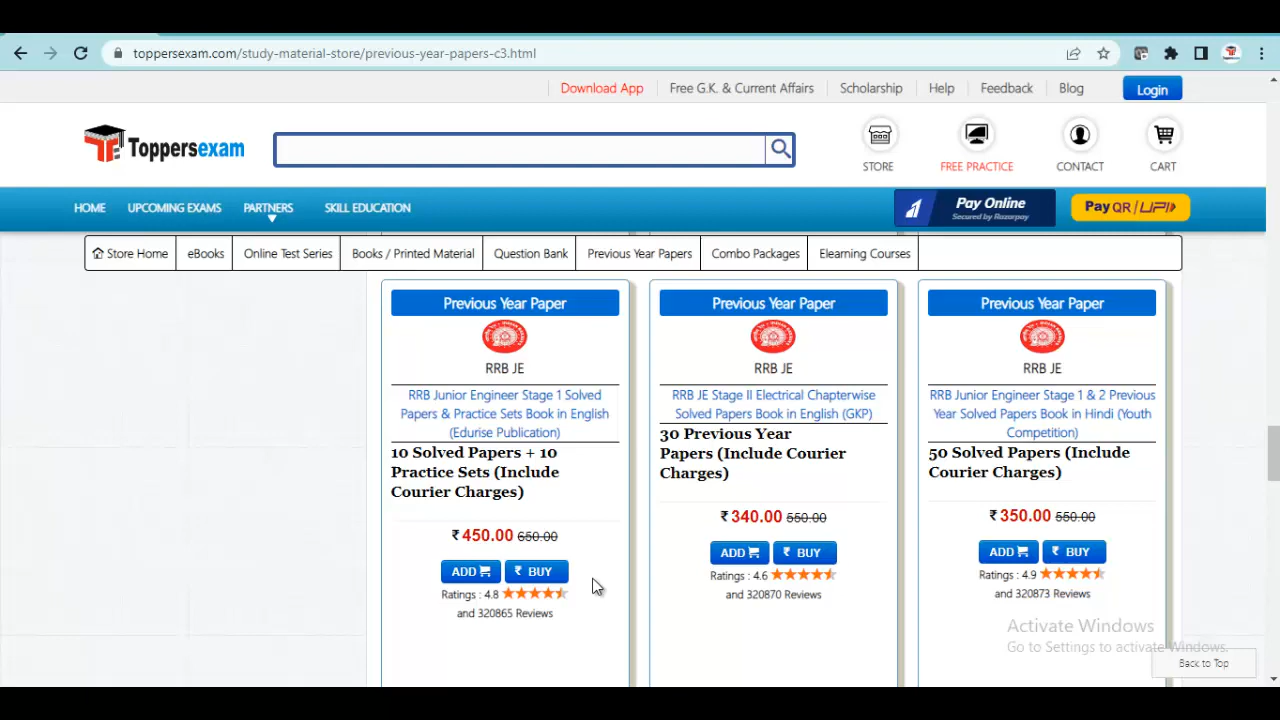 toppersexam.com/study-material-store/previous-year-papers-c3.html
Download App Free G.K. & Current Affairs Scholarship Help Feedback Blog Login
Toppersexam
STORE FREE PRACTICE CONTACT CART
HOME UPCOMING EXAMS PARTNERS SKILL EDUCATION Pay Online Pay QR / UPI
Secured by Razorpay
Store Home eBooks Online Test Series Books / Printed Material Question Bank Previous Year Papers Combo Packages Elearning Courses
Previous Year Paper
RRB JE
RRB Junior Engineer Stage 1 Solved
Papers & Practice Sets Book in English
(Edurise Publication)
10 Solved Papers + 10
Practice Sets (Include
Courier Charges)
₹ 450.00 650.00
ADD ₹ BUY
Ratings : 4.8
and 320865 Reviews
Previous Year Paper
RRB JE
RRB JE Stage II Electrical Chapterwise
Solved Papers Book in English (GKP)
30 Previous Year
Papers (Include Courier
Charges)
₹ 340.00 550.00
ADD ₹ BUY
Ratings : 4.6
and 320870 Reviews
Previous Year Paper
RRB JE
RRB Junior Engineer Stage 1 & 2 Previous
Year Solved Papers Book in Hindi (Youth
Competition)
50 Solved Papers (Include
Courier Charges)
₹ 350.00 550.00
ADD ₹ BUY
Ratings : 4.9
and 320873 Reviews
Activate Windows
Go to Settings to activate Windows.
Back to Top